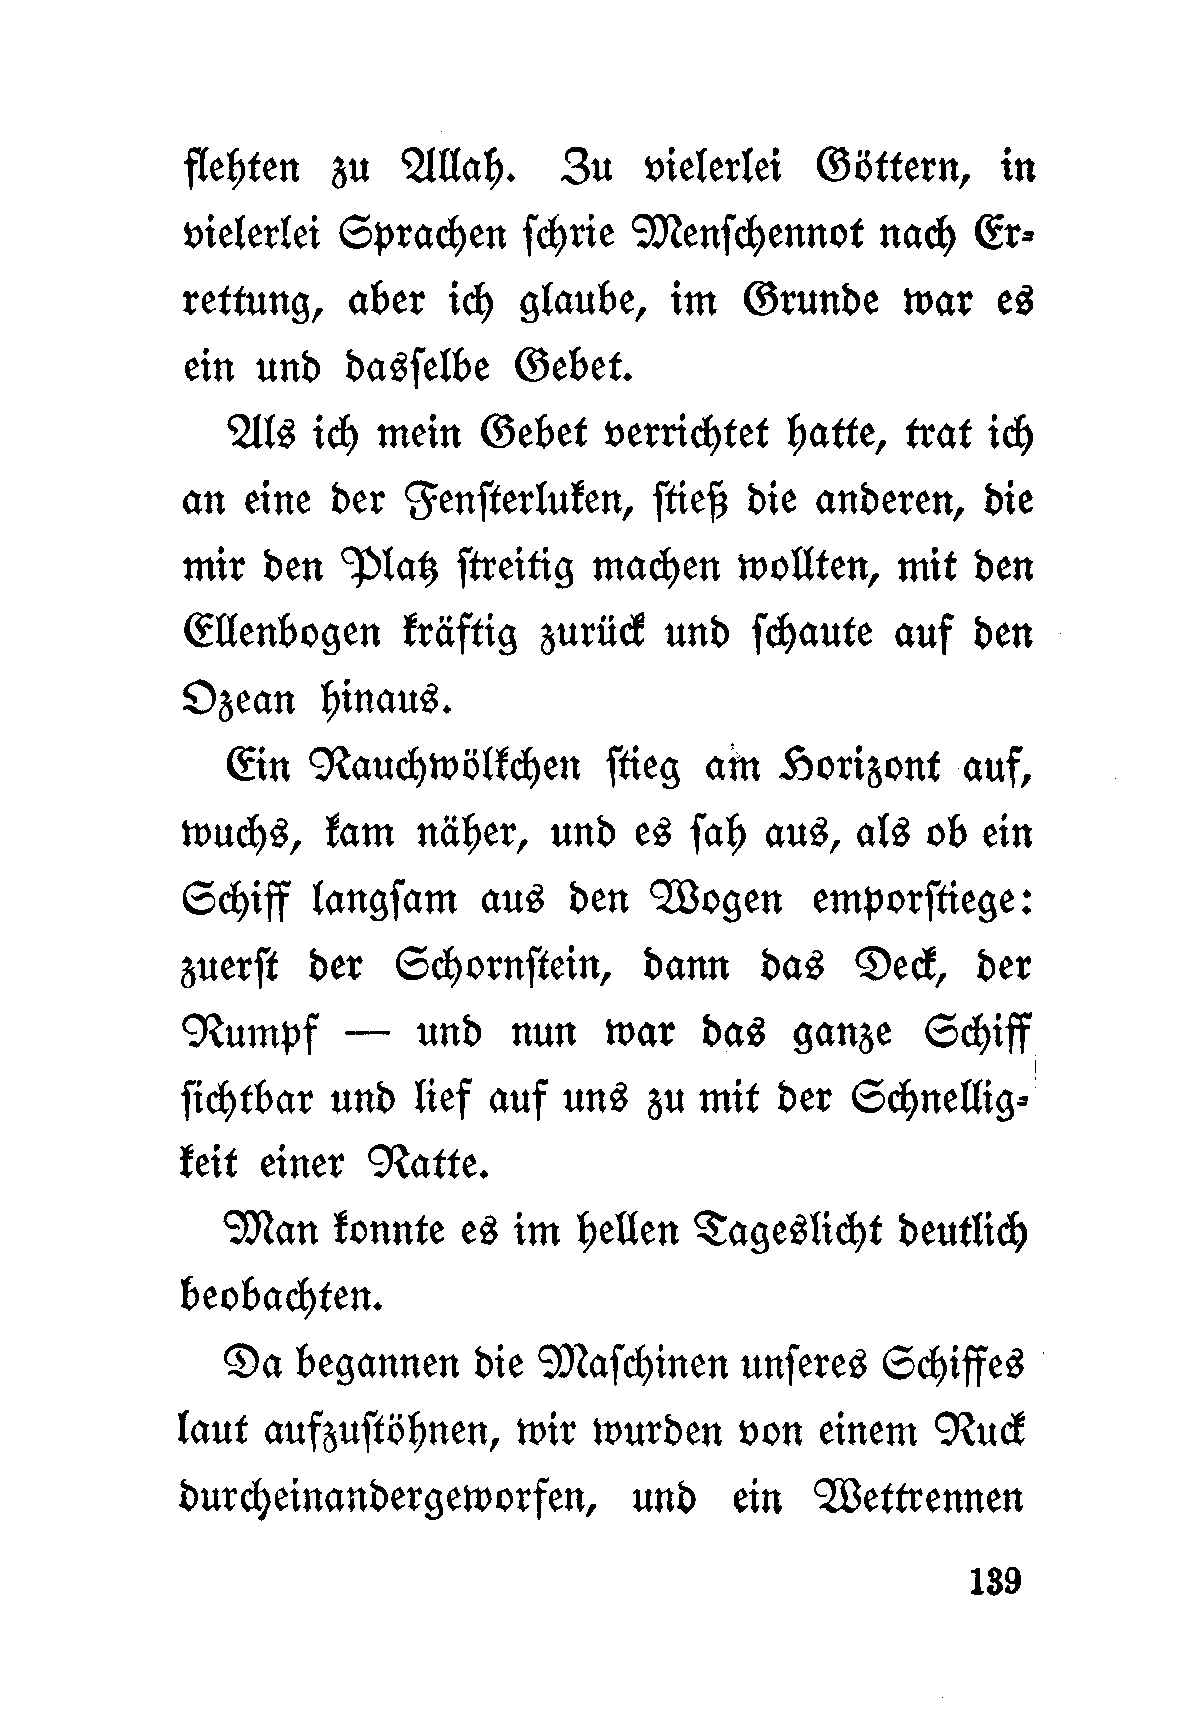 flehten zu Allah. Zu vielerlei Göttern, in
vielerlei Sprachen ſchrie Menſchennot nach Er-
rettung, aber ich glaube, im Grunde war es
ein und dasſelbe Gebet.
Als ich mein Gebet verrichtet hatte, trat ich
an eine der Fenſterluken, ſtieß die anderen, die
mir den Platz ſtreitig machen wollten, mit den
Ellenbogen kräftig zurück und ſchaute auf den
Ozean hinaus.
Ein Rauchwölkchen ſtieg am Horizont auf,
wuchs, kam näher, und es ſah aus, als ob ein
Schiff langſam aus den Wogen emporſtiege:
zuerſt der Schornſtein, dann das Deck, der
Rumpf — und nun war das ganze Schiff
ſichtbar und lief auf uns zu mit der Schnellig-
keit einer Ratte.
Man konnte es im hellen Tageslicht deutlich
beobachten.
Da begannen die Maſchinen unſeres Schiffes
laut aufzuſtöhnen, wir wurden von einem Ruck
durcheinandergeworfen, und ein Wettrennen
139